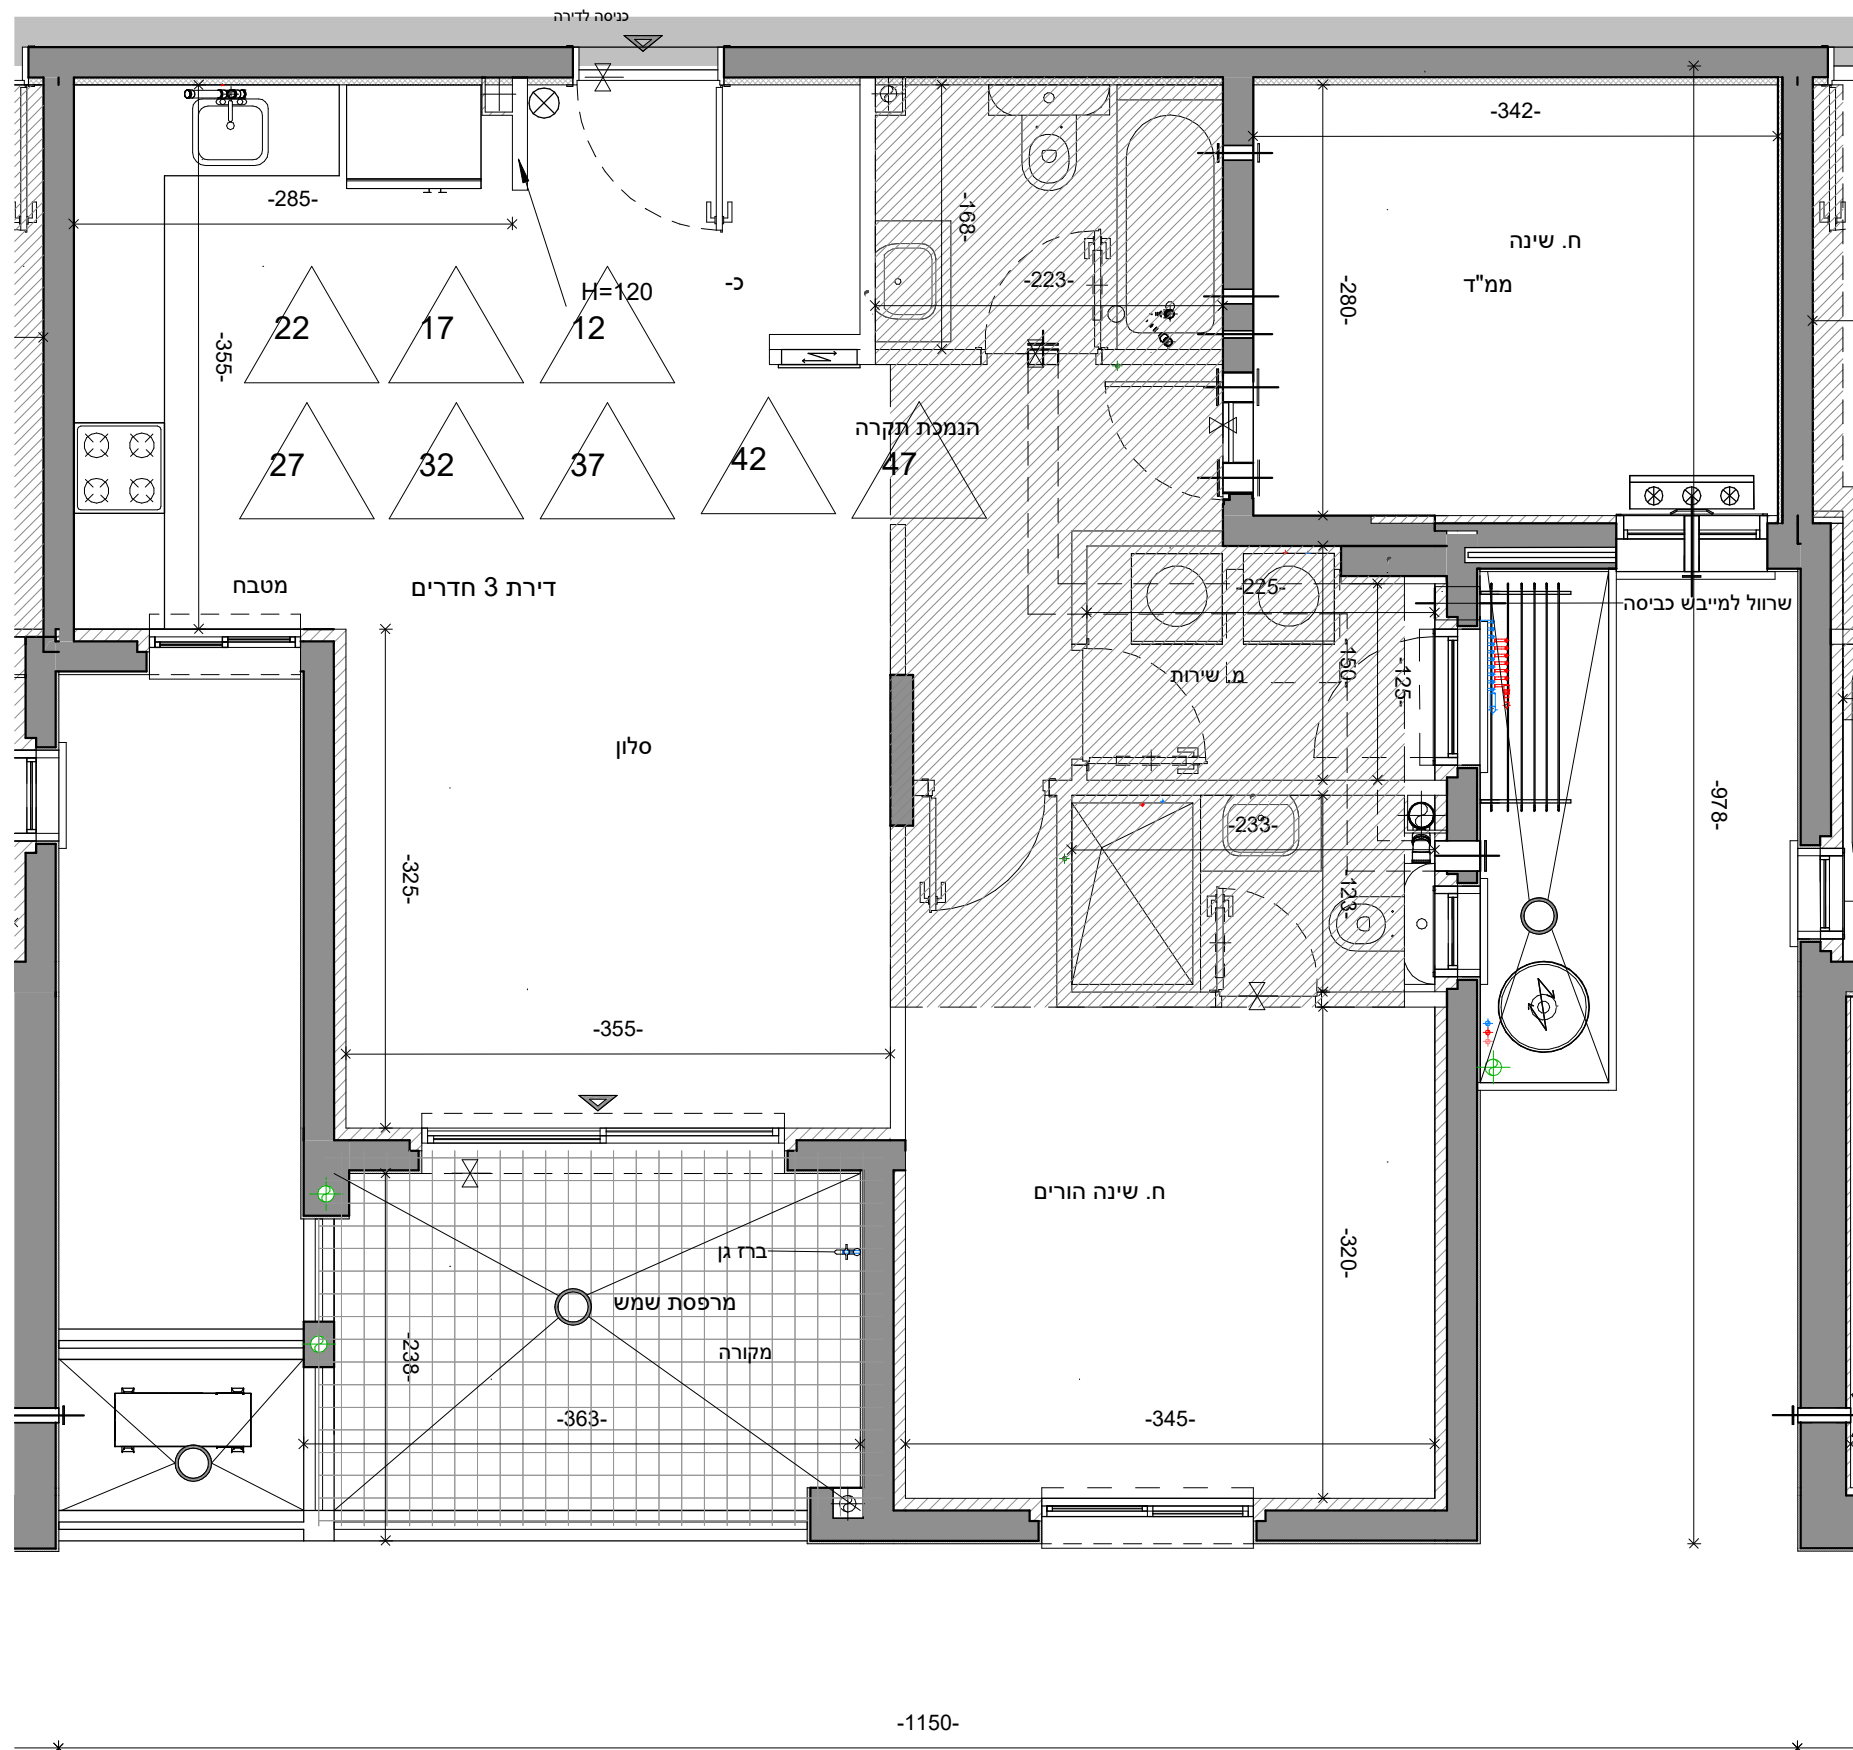 כניסה לדירה
-342-
-285-
-168-
ח. שינה
ממ"ד
-223-
כ-
H=120
-280-
22
17
12
-355-
הנמכת תקרה
27
32
37
42
47
מטבח
דירת 3 חדרים
-225-
שרוול למייבש כביסה
מ. שירות
-150-
-125-
סלון
-978-
-233-
-325-
-123-
-355-
ח. שינה הורים
ברז גן
-320-
מרפסת שמש
מקורה
-238-
-363-
-345-
-1150-